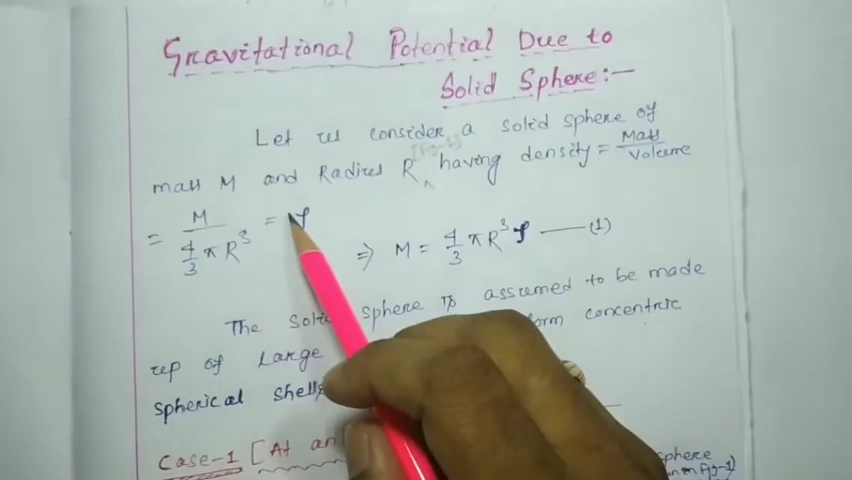 Gravitational Potential Due to
Solid Sphere:-
Let us consider a solid sphere of
mass M and Radius R, having density = Mass / Volume
= M / (4/3 π R³) = ρ ⇒ M = 4/3 π R³ ρ —— (1)
The solid sphere is assumed to be made
up of Large form concentric
spherical shells
Case-1 [At an sphere